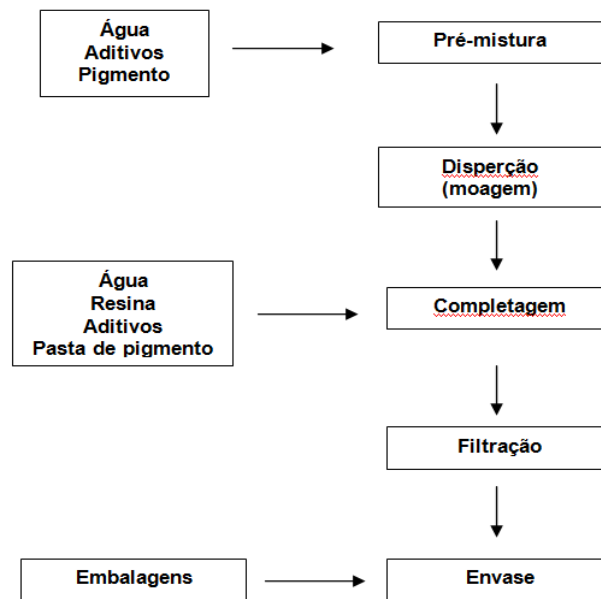 Água
Aditivos
Pigmento
Pré-mistura
Disperção
(moagem)
Água
Resina
Aditivos
Pasta de pigmento
Completagem
Filtração
Embalagens
Envase